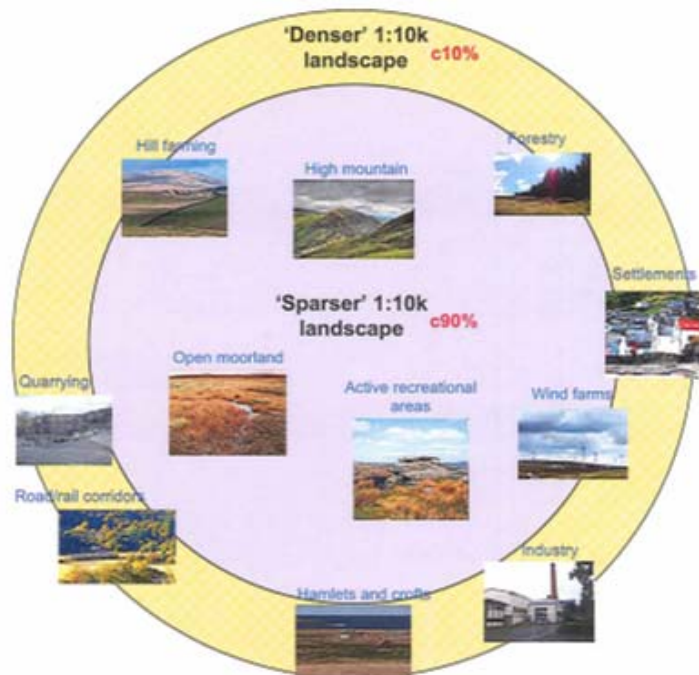 'Denser' 1:10k
landscape c10%
Hill farming
High mountain
Forestry
Settlements
'Sparser' 1:10k
landscape c90%
Open moorland
Active recreational
areas
Wind farms
Quarrying
Road/rail corridors
Industry
Hamlets and crofts